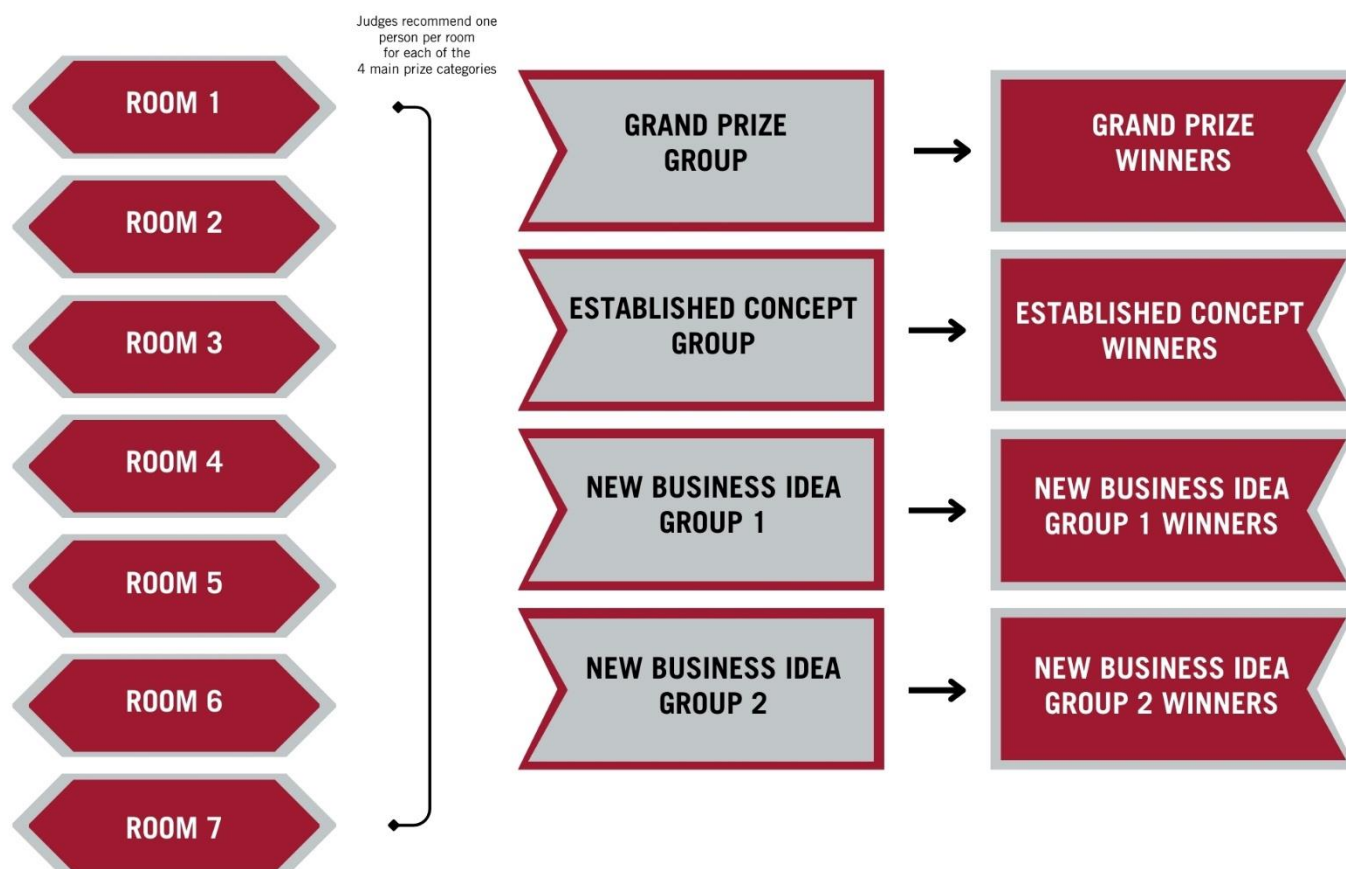 Judges recommend one
person per room
for each of the
4 main prize categories
ROOM 1
ROOM 2
ROOM 3
ROOM 4
ROOM 5
ROOM 6
ROOM 7
GRAND PRIZE
GROUP
GRAND PRIZE
WINNERS
ESTABLISHED CONCEPT
GROUP
ESTABLISHED CONCEPT
WINNERS
NEW BUSINESS IDEA
GROUP 1
NEW BUSINESS IDEA
GROUP 1 WINNERS
NEW BUSINESS IDEA
GROUP 2
NEW BUSINESS IDEA
GROUP 2 WINNERS